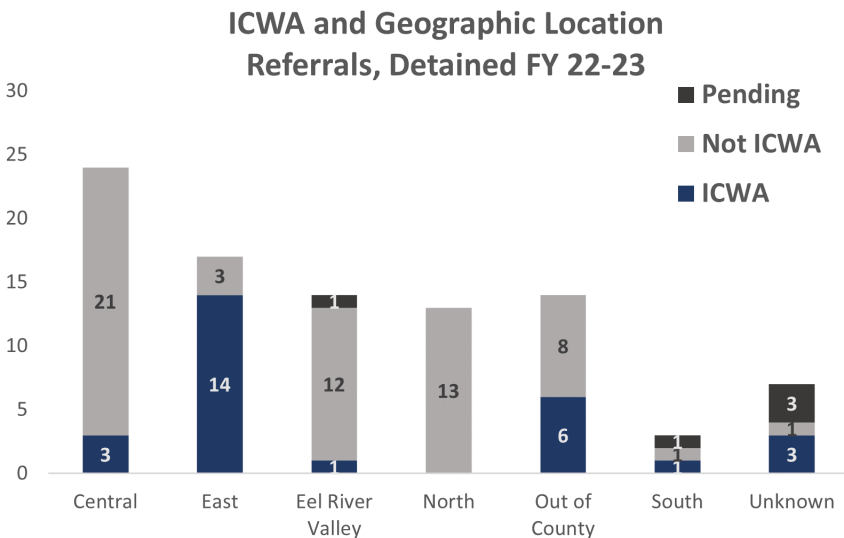 ICWA and Geographic Location
Referrals, Detained FY 22-23
30
25
20
15
10
5
0
Pending
Not ICWA
ICWA
21
3
3
14
1
12
1
13
8
6
1
1
1
3
1
3
Central
East
Eel River
Valley
North
Out of
County
South
Unknown